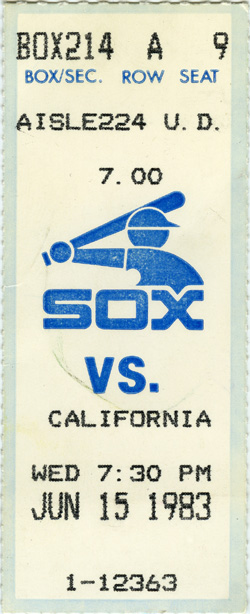 BOX214 A 9
BOX/SEC. ROW SEAT
AISLE224 U.D.
7.00
SOX
VS.
CALIFORNIA
WED 7:30 PM
JUN 15 1983
1-12363